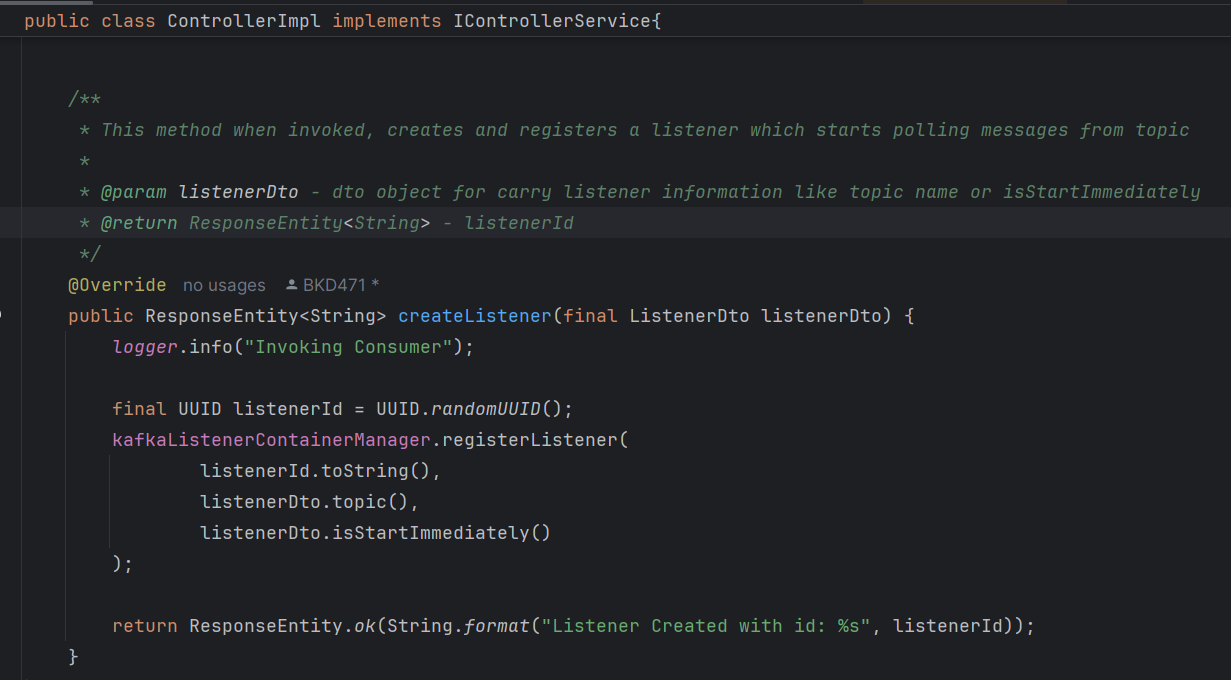 public class ControllerImpl implements IControllerService{
/**
* This method when invoked, creates and registers a listener which starts polling messages from topic
*
* @param listenerDto - dto object for carry listener information like topic name or isStartImmediately
* @return ResponseEntity<String> - listenerId
*/
@Override no usages BKD471 *
public ResponseEntity<String> createListener(final ListenerDto listenerDto) {
logger.info("Invoking Consumer");
final UUID listenerId = UUID.randomUUID();
kafkaListenerContainerManager.registerListener(
listenerId.toString(),
listenerDto.topic(),
listenerDto.isStartImmediately()
);
return ResponseEntity.ok(String.format("Listener Created with id: %s", listenerId));
}